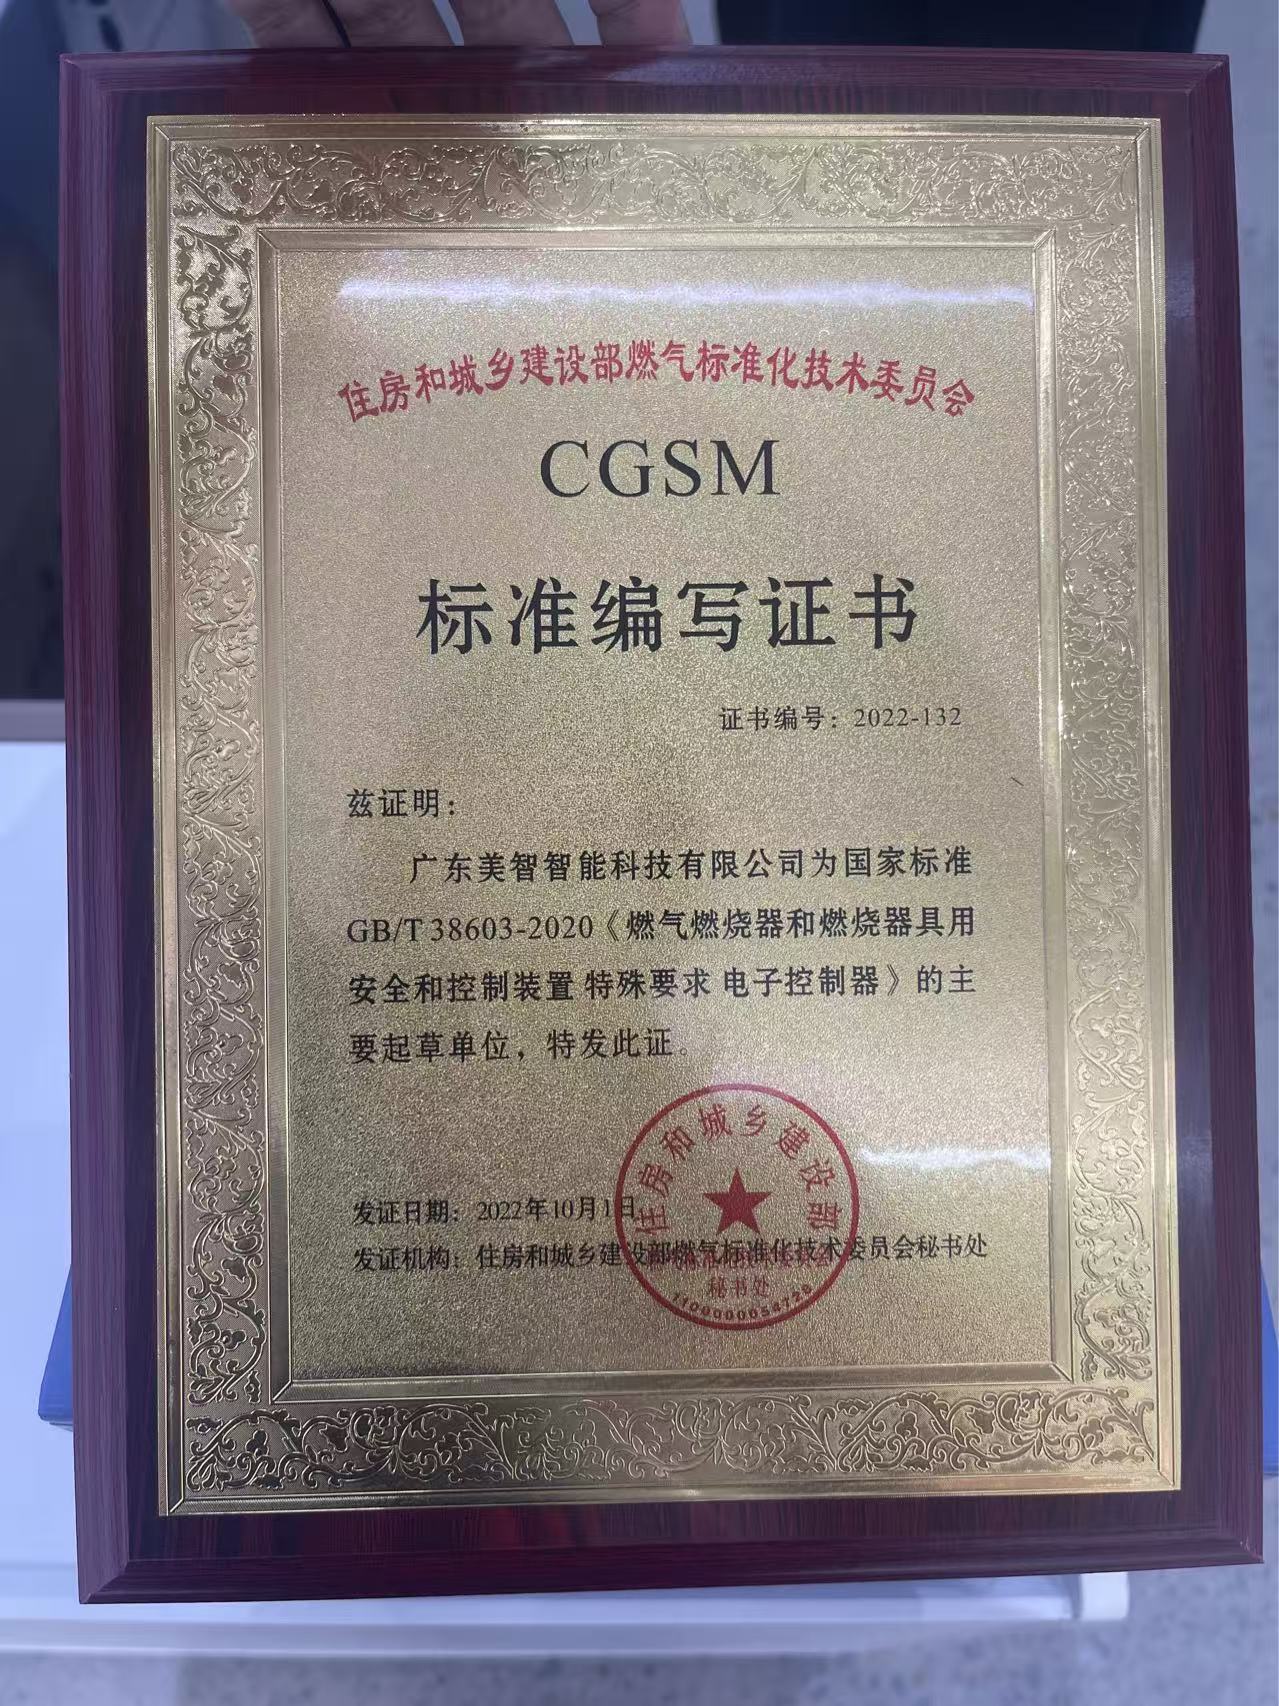 住房和城乡建设部燃气标准化技术委员会
CGSM
标准编写证书
证书编号：2022-132
兹证明：
广东美智智能科技有限公司为国家标准
GB/T 38603-2020《燃气燃烧器和燃烧器具用
安全和控制装置 特殊要求 电子控制器》的主
要起草单位，特发此证。
发证日期：2022年10月1日
发证机构：住房和城乡建设部燃气标准化技术委员会秘书处
住房和城乡建设部
秘书处